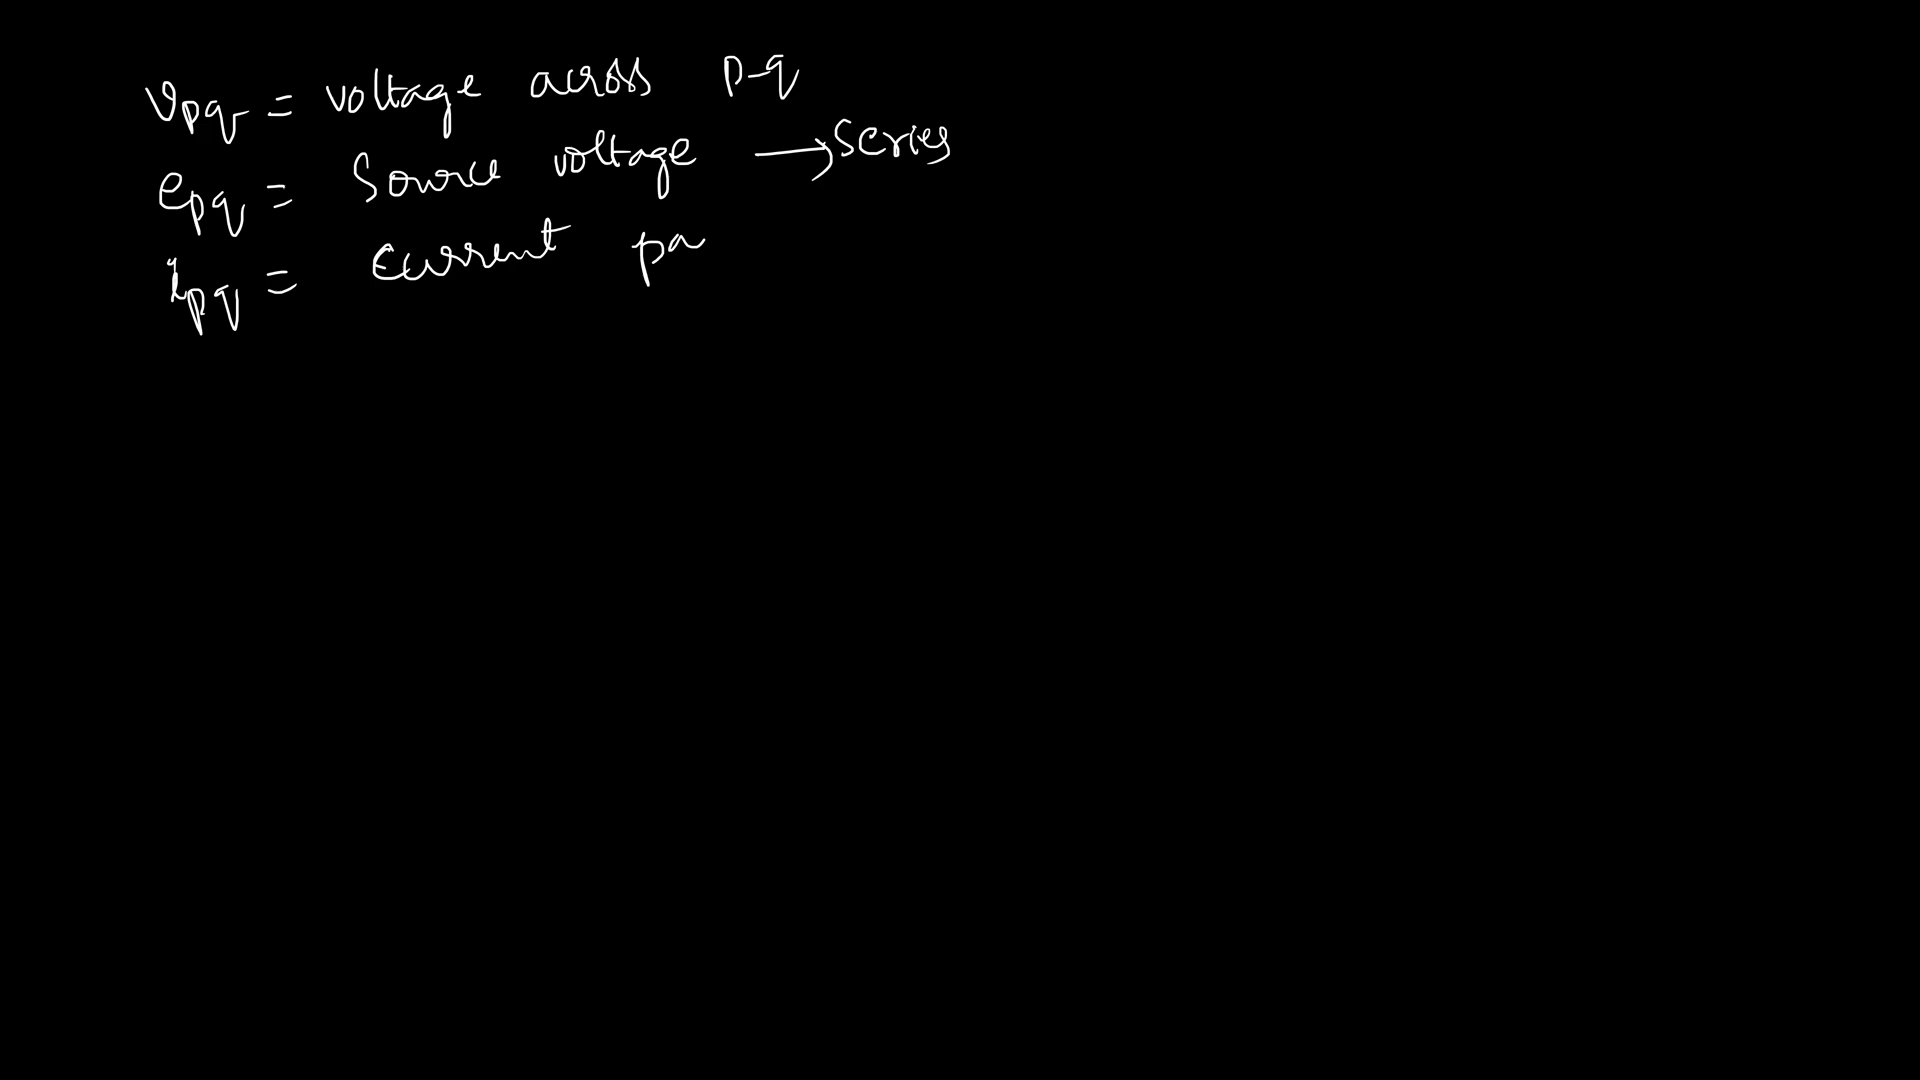 vpq = voltage across p-q
epq = Source voltage → Series
ipq = current pa